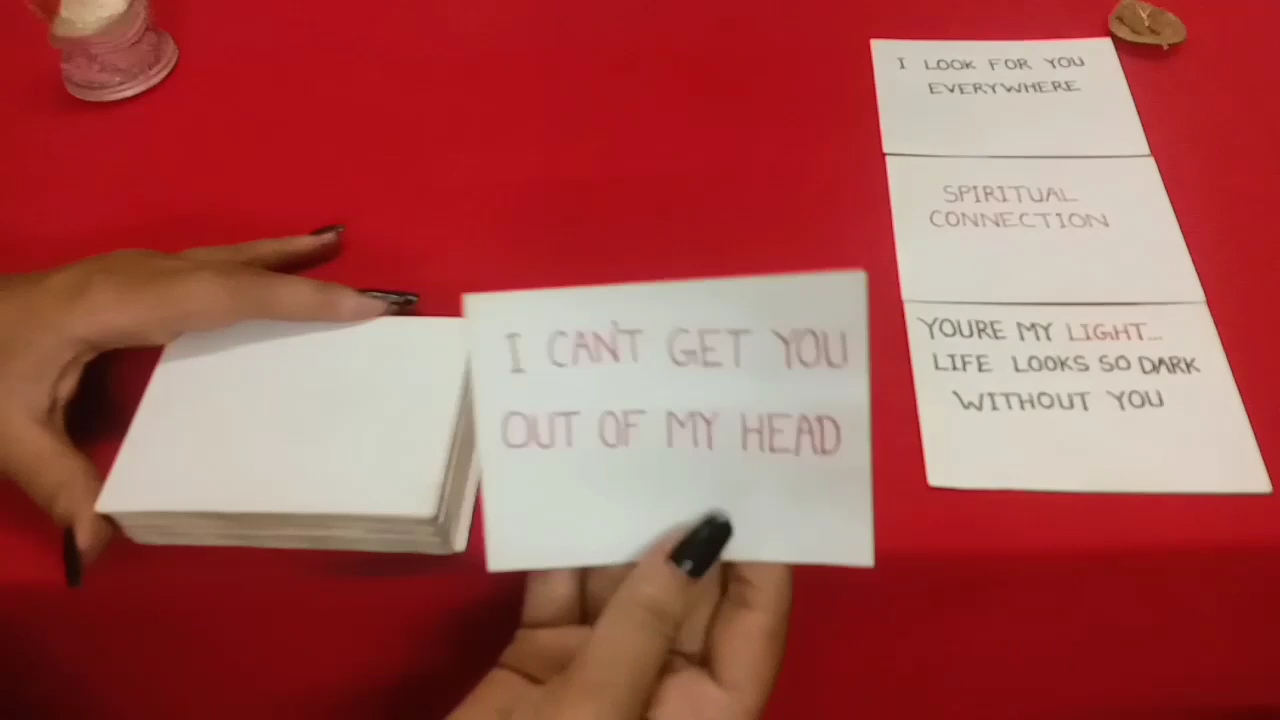 I LOOK FOR YOU
EVERYWHERE
SPIRITUAL
CONNECTION
YOURE MY LIGHT...
LIFE LOOKS SO DARK
WITHOUT YOU
I CAN'T GET YOU
OUT OF MY HEAD